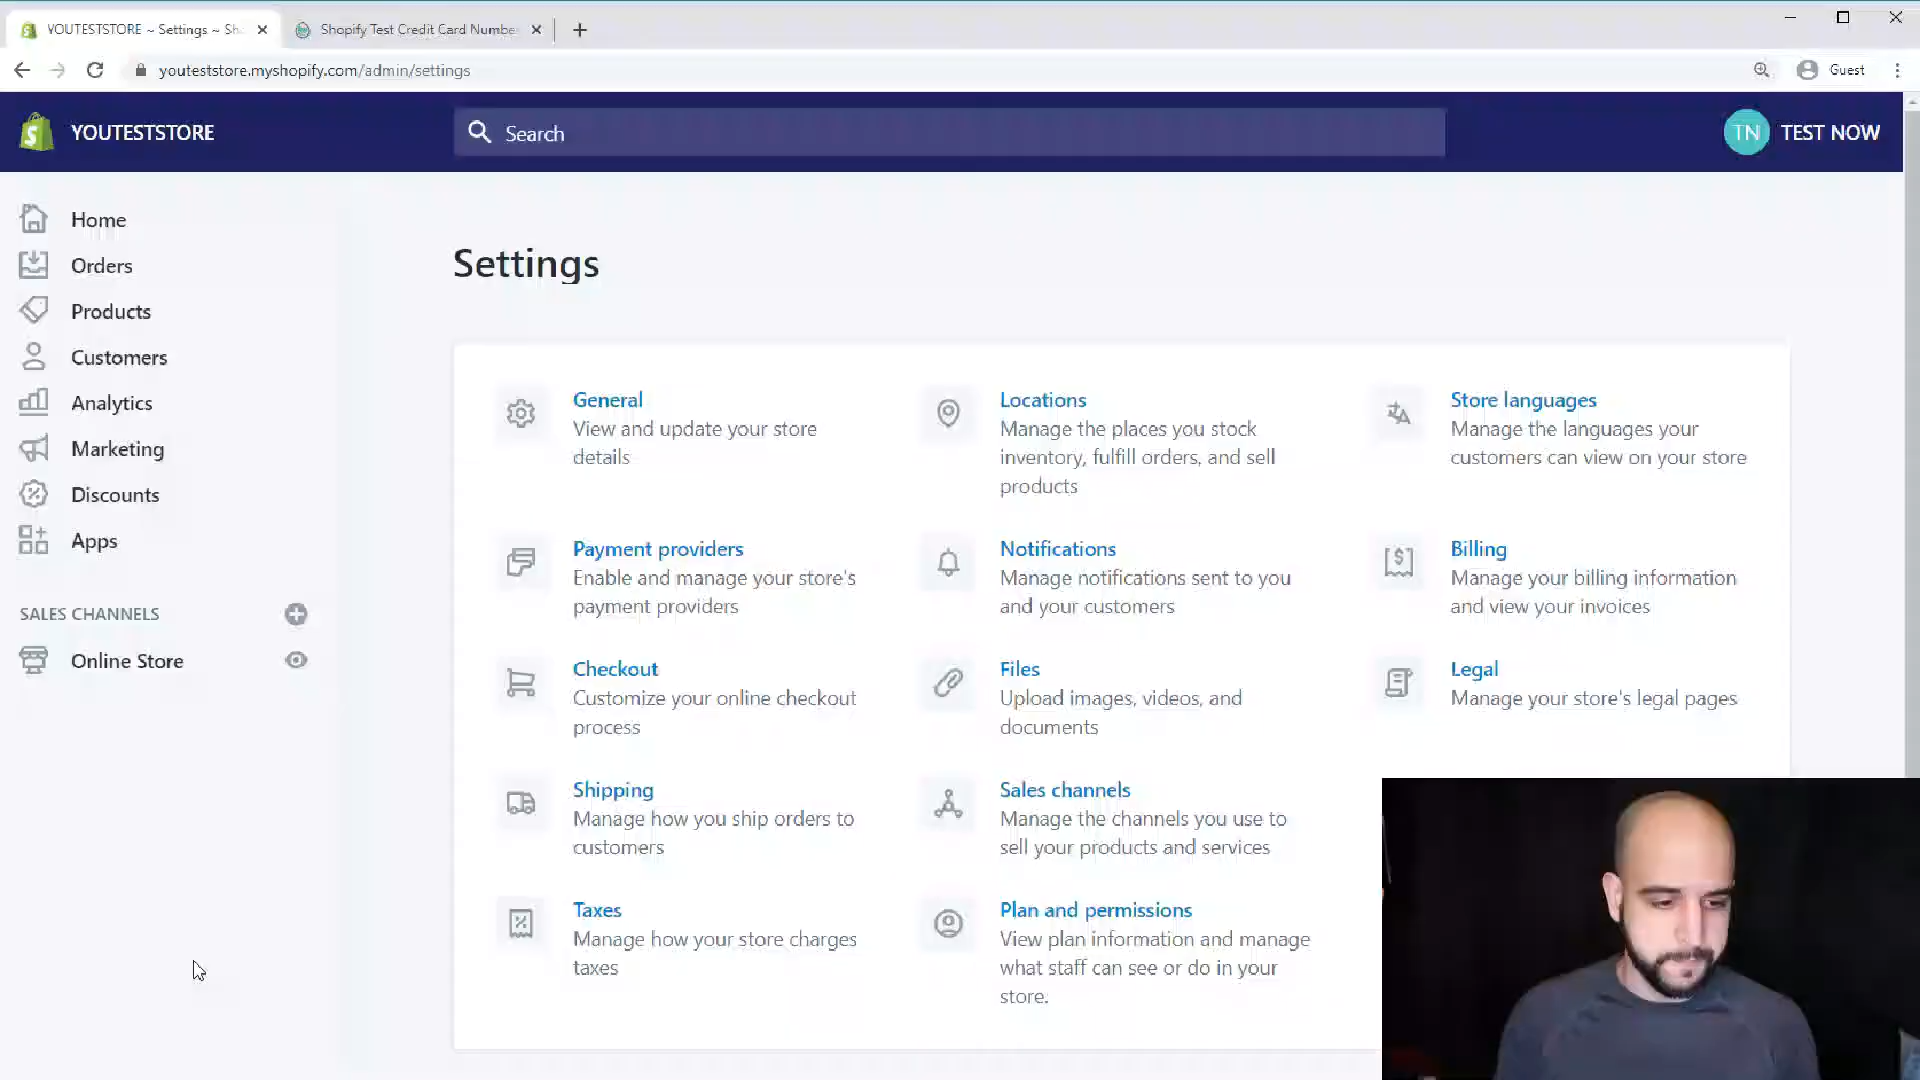 YOUTESTSTORE ~ Settings ~ Sh
Shopify Test Credit Card Numbe
youteststore.myshopify.com/admin/settings
Guest
YOUTESTSTORE
Search
TN
TEST NOW
Home
Orders
Products
Customers
Analytics
Marketing
Discounts
Apps
SALES CHANNELS
Online Store
Settings
General
View and update your store
details
Locations
Manage the places you stock
inventory, fulfill orders, and sell
products
Store languages
Manage the languages your
customers can view on your store
Payment providers
Enable and manage your store's
payment providers
Notifications
Manage notifications sent to you
and your customers
Billing
Manage your billing information
and view your invoices
Checkout
Customize your online checkout
process
Files
Upload images, videos, and
documents
Legal
Manage your store's legal pages
Shipping
Manage how you ship orders to
customers
Sales channels
Manage the channels you use to
sell your products and services
Taxes
Manage how your store charges
taxes
Plan and permissions
View plan information and manage
what staff can see or do in your
store.